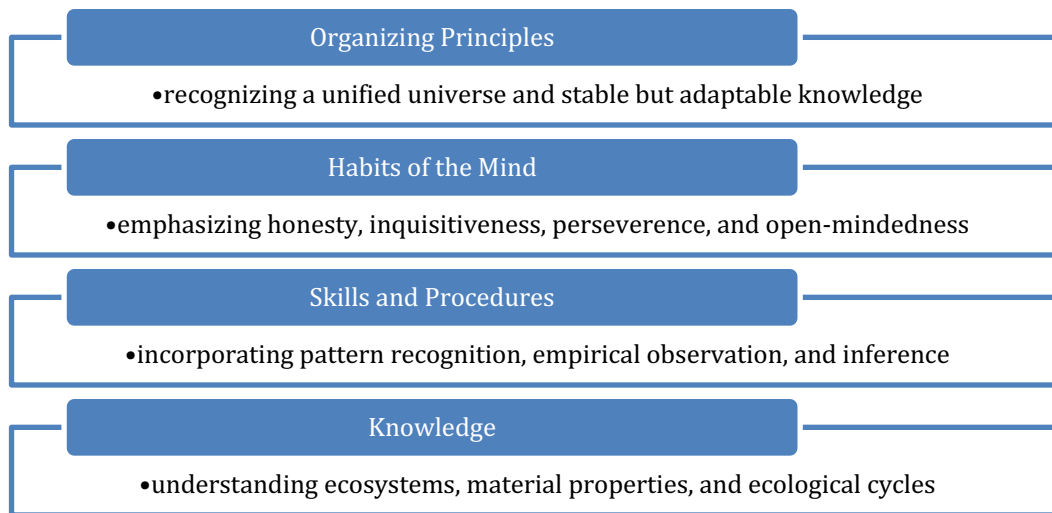 Organizing Principles
•recognizing a unified universe and stable but adaptable knowledge
Habits of the Mind
•emphasizing honesty, inquisitiveness, perseverence, and open-mindedness
Skills and Procedures
•incorporating pattern recognition, empirical observation, and inference
Knowledge
•understanding ecosystems, material properties, and ecological cycles